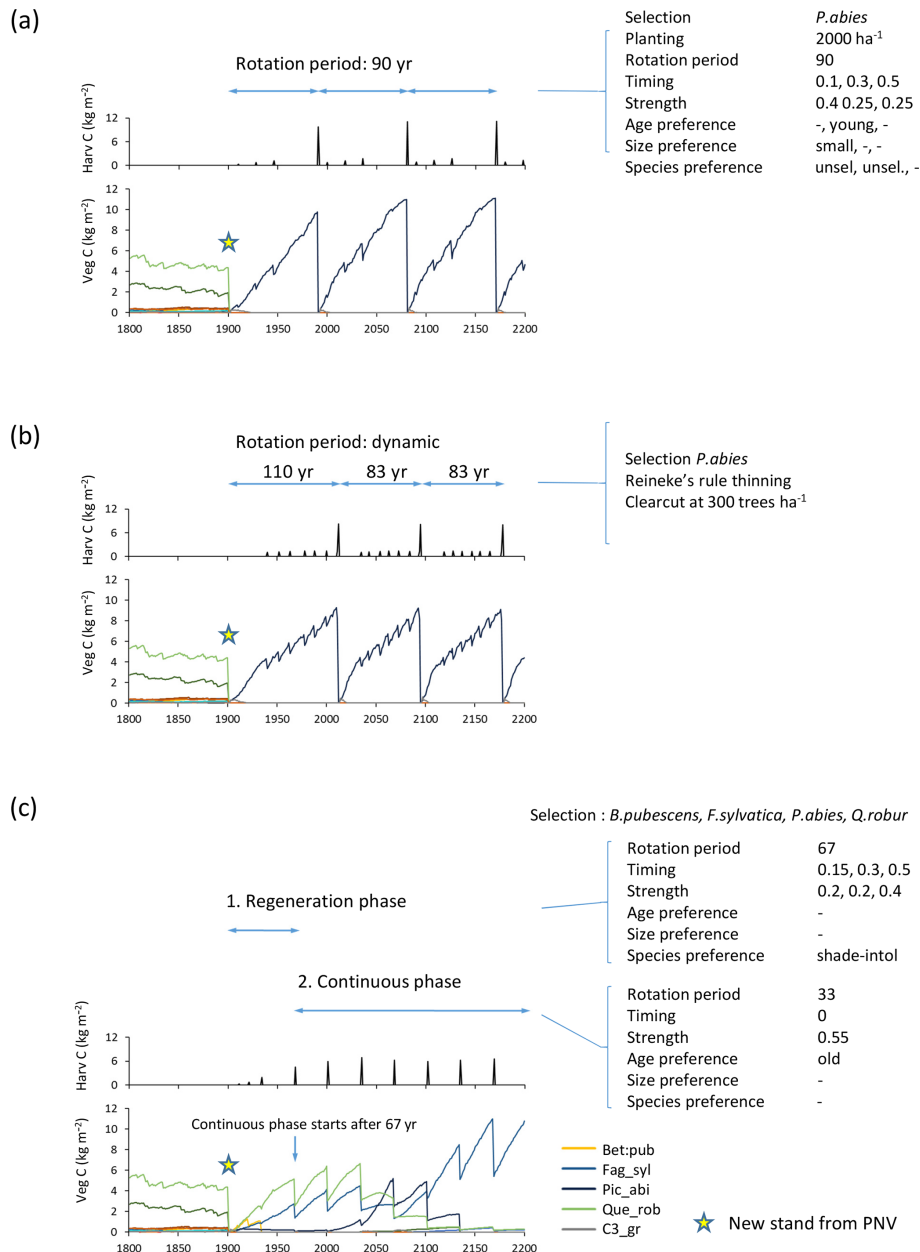 (a)
Selection P.abies
Planting 2000 ha⁻¹
Rotation period 90
Timing 0.1, 0.3, 0.5
Strength 0.4 0.25, 0.25
Age preference -, young, -
Size preference small, -, -
Species preference unsel, unsel., -
Rotation period: 90 yr
Harv C (kg m⁻²)
12
6
0
Veg C (kg m⁻²)
12
10
8
6
4
2
0
1800 1850 1900 1950 2000 2050 2100 2150 2200
(b)
Rotation period: dynamic
110 yr 83 yr 83 yr
Selection P.abies
Reineke's rule thinning
Clearcut at 300 trees ha⁻¹
Harv C (kg m⁻²)
12
6
0
Veg C (kg m⁻²)
12
10
8
6
4
2
0
1800 1850 1900 1950 2000 2050 2100 2150 2200
(c)
Selection : B.pubescens, F.sylvatica, P.abies, Q.robur
Rotation period 67
Timing 0.15, 0.3, 0.5
Strength 0.2, 0.2, 0.4
Age preference -
Size preference -
Species preference shade-intol
1. Regeneration phase
2. Continuous phase
Rotation period 33
Timing 0
Strength 0.55
Age preference old
Size preference -
Species preference -
Harv C (kg m⁻²)
12
6
0
Veg C (kg m⁻²)
12
10
8
6
4
2
0
Continuous phase starts after 67 yr
1800 1850 1900 1950 2000 2050 2100 2150 2200
Bet:pub
Fag_syl
Pic_abi
Que_rob
C3_gr
New stand from PNV